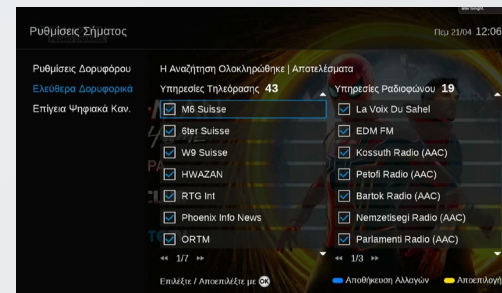 Ρυθμίσεις Σήματος
Πεμ 21/04 12:06
Ρυθμίσεις Δορυφόρου
Ελεύθερα Δορυφορικά
Επίγεια Ψηφιακά Καν.
Η Αναζήτηση Ολοκληρώθηκε | Αποτελέσματα
Υπηρεσίες Τηλεόρασης 43
M6 Suisse
6ter Suisse
W9 Suisse
HWAZAN
RTG Int
Phoenix Info News
ORTM
1/7
Υπηρεσίες Ραδιοφώνου 19
La Voix Du Sahel
EDM FM
Kossuth Radio (AAC)
Petofi Radio (AAC)
Bartok Radio (AAC)
Nemzetisegi Radio (AAC)
Parlamenti Radio (AAC)
1/3
Επιλέξτε / Αποεπιλέξτε με OK
Αποθήκευση Αλλαγών
Αποεπιλογή